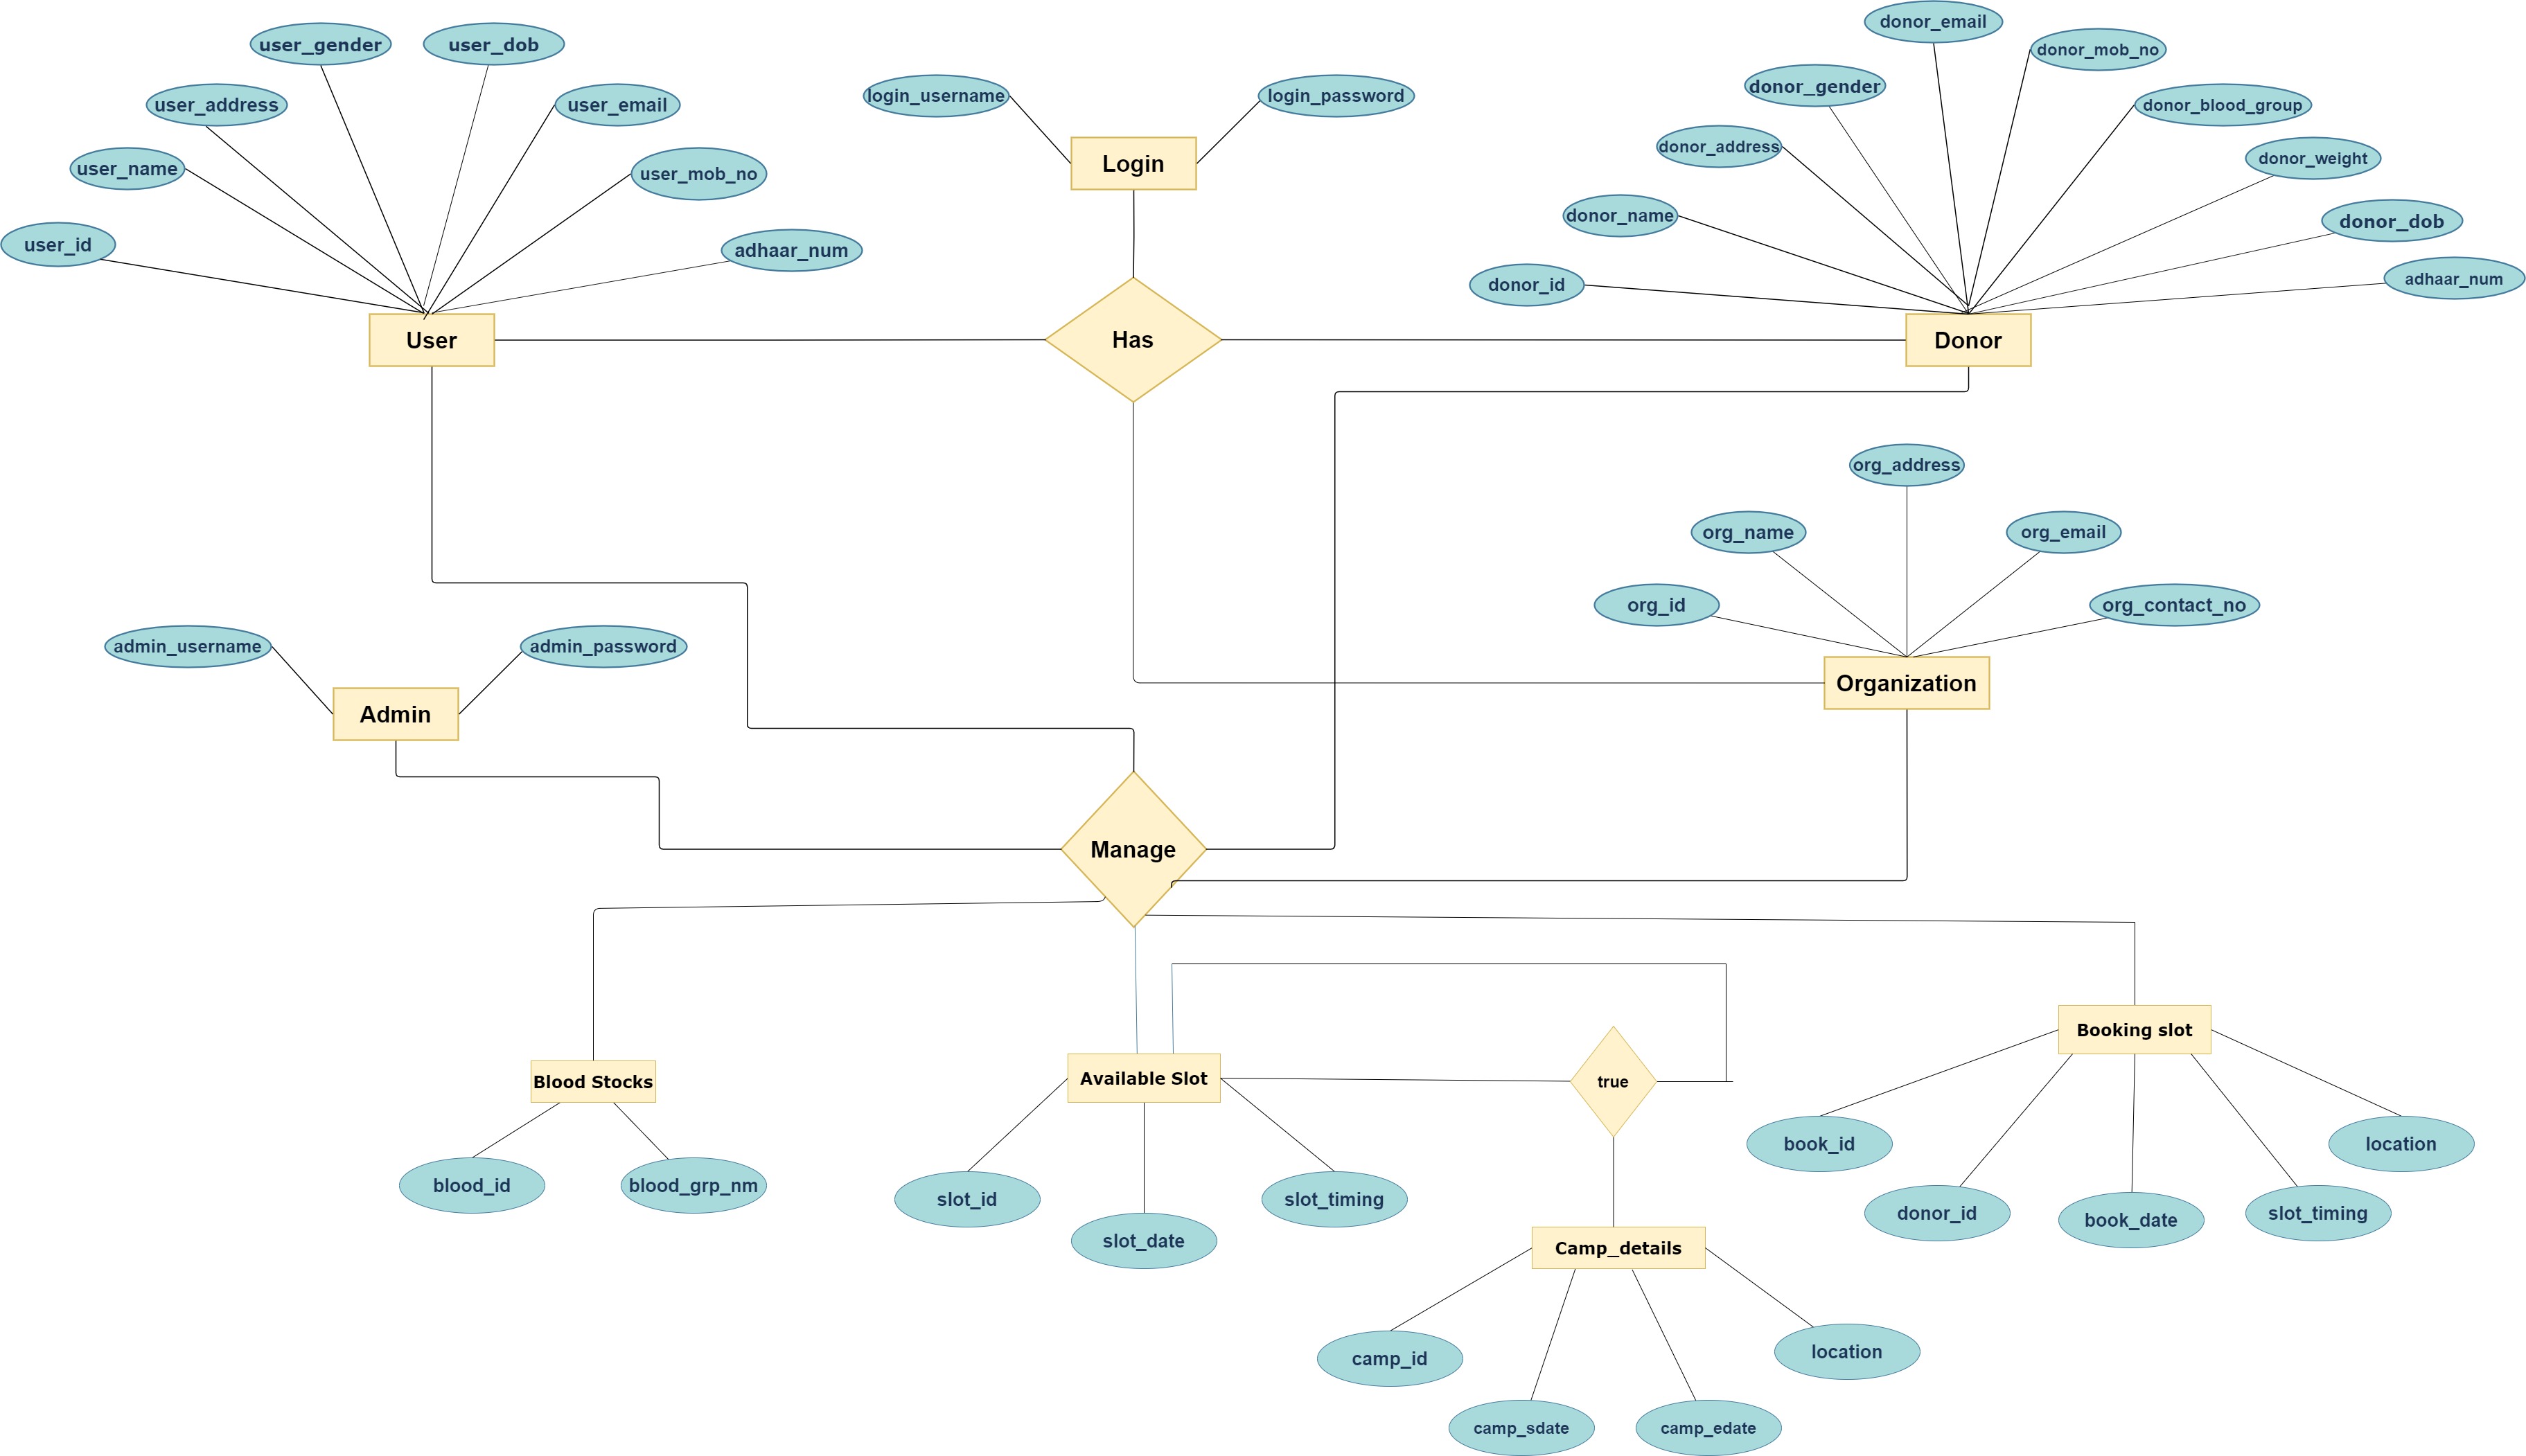 donor_email
user_gender
user_dob
donor_mob_no
donor_gender
login_username
login_password
user_address
user_email
donor_blood_group
donor_address
donor_weight
Login
user_name
user_mob_no
donor_name
donor_dob
user_id
adhaar_num
donor_id
adhaar_num
User
Has
Donor
org_address
org_name
org_email
org_id
org_contact_no
admin_username
admin_password
Organization
Admin
Manage
Booking slot
Blood Stocks
Available Slot
true
book_id
location
blood_id
blood_grp_nm
slot_id
slot_timing
donor_id
book_date
slot_timing
slot_date
Camp_details
camp_id
location
camp_sdate
camp_edate